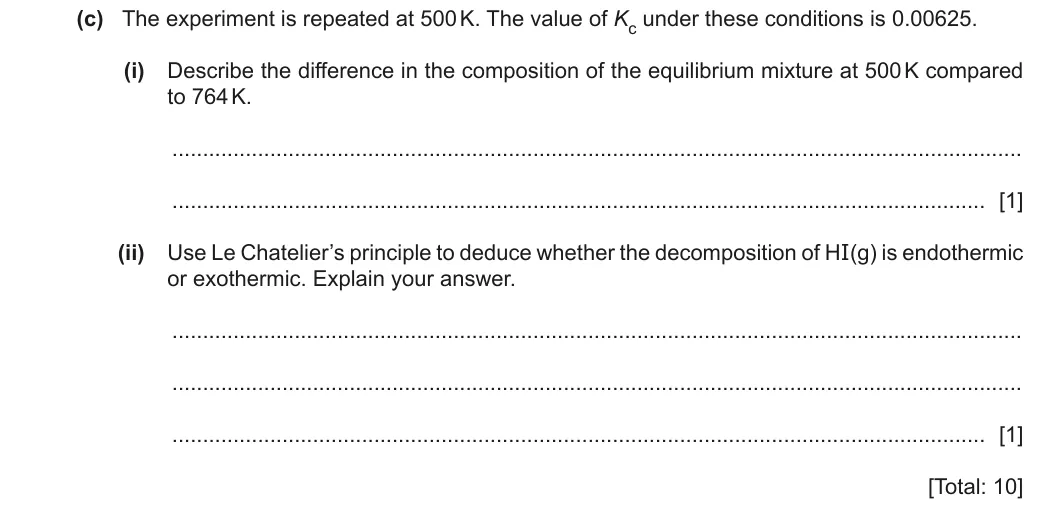 (c) The experiment is repeated at 500 K. The value of Kc under these conditions is 0.00625.
(i) Describe the difference in the composition of the equilibrium mixture at 500 K compared
to 764 K.
..........................................................................................................................................
.................................................................................................................................... [1]
(ii) Use Le Chatelier’s principle to deduce whether the decomposition of HI(g) is endothermic
or exothermic. Explain your answer.
..........................................................................................................................................
..........................................................................................................................................
.................................................................................................................................... [1]
[Total: 10]